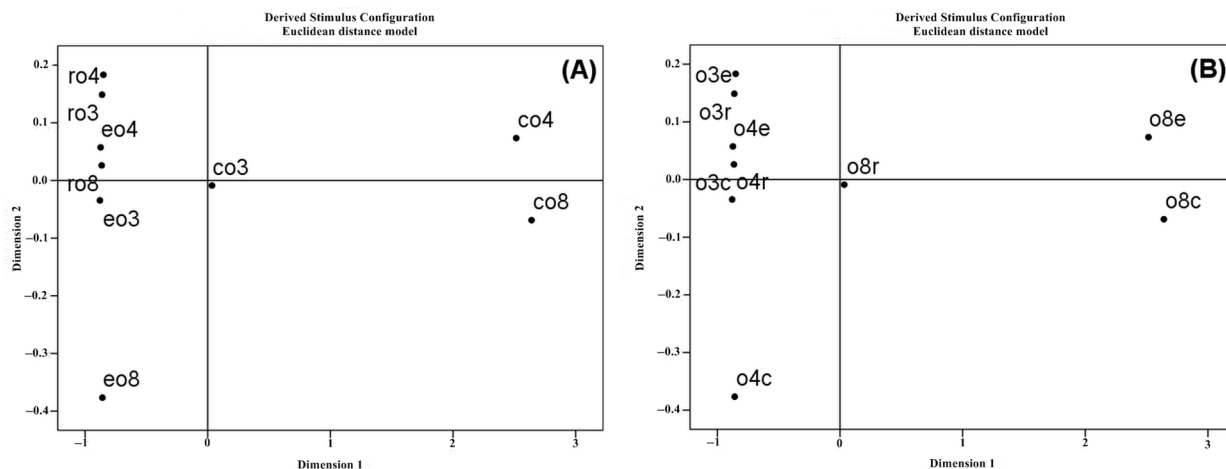 Derived Stimulus Configuration
Euclidean distance model
(A)
0.2
0.1
0.0
−0.1
−0.2
−0.3
−0.4
Dimension 2
ro4
ro3
eo4
ro8
eo3
eo8
co3
co4
co8
−1
0
1
2
3
Dimension 1
Derived Stimulus Configuration
Euclidean distance model
(B)
0.2
0.1
0.0
−0.1
−0.2
−0.3
−0.4
Dimension 2
o3e
o3r
o4e
o3c
o4r
o4c
o8r
o8e
o8c
−1
0
1
2
3
Dimension 1